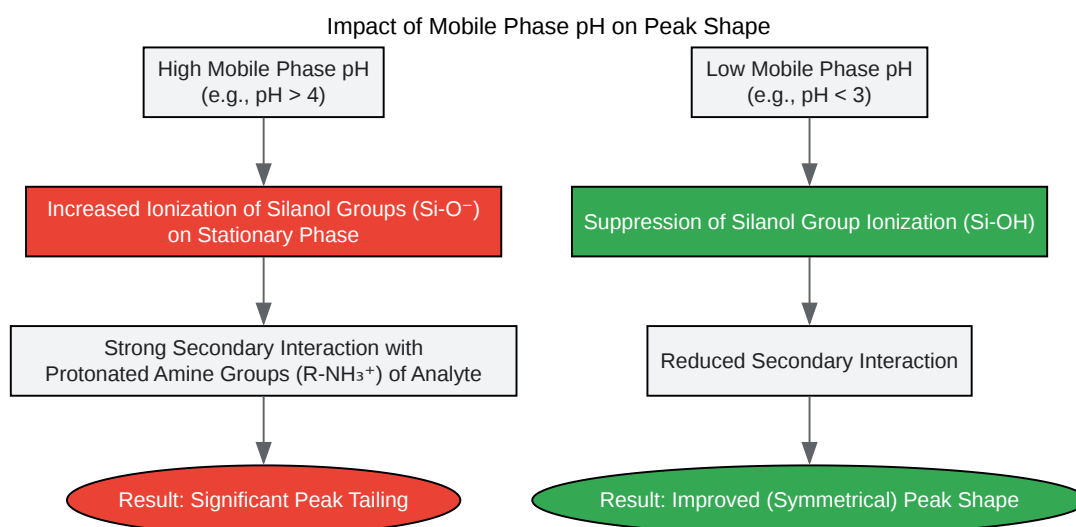 Impact of Mobile Phase pH on Peak Shape
High Mobile Phase pH
(e.g., pH > 4)
Increased Ionization of Silanol Groups (Si-O⁻)
on Stationary Phase
Strong Secondary Interaction with
Protonated Amine Groups (R-NH₃⁺) of Analyte
Result: Significant Peak Tailing
Low Mobile Phase pH
(e.g., pH < 3)
Suppression of Silanol Group Ionization (Si-OH)
Reduced Secondary Interaction
Result: Improved (Symmetrical) Peak Shape